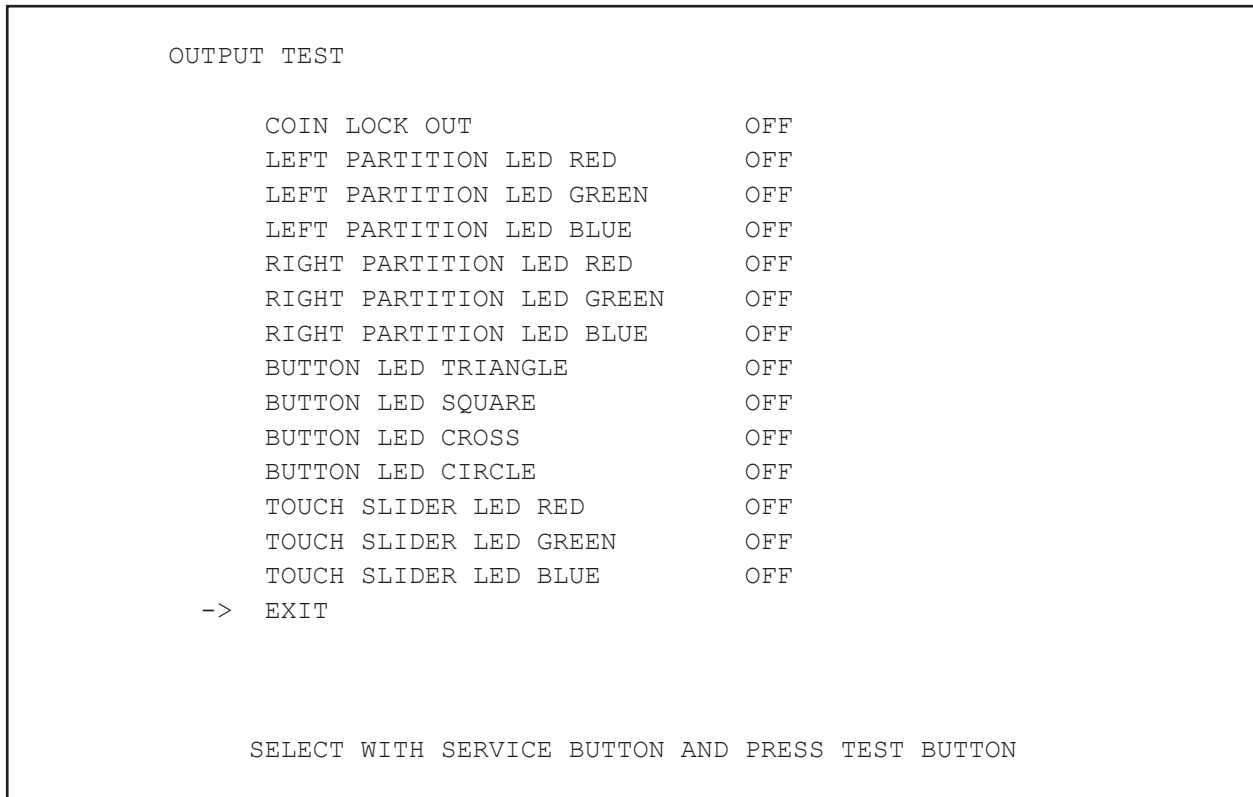 OUTPUT TEST
COIN LOCK OUT OFF
LEFT PARTITION LED RED OFF
LEFT PARTITION LED GREEN OFF
LEFT PARTITION LED BLUE OFF
RIGHT PARTITION LED RED OFF
RIGHT PARTITION LED GREEN OFF
RIGHT PARTITION LED BLUE OFF
BUTTON LED TRIANGLE OFF
BUTTON LED SQUARE OFF
BUTTON LED CROSS OFF
BUTTON LED CIRCLE OFF
TOUCH SLIDER LED RED OFF
TOUCH SLIDER LED GREEN OFF
TOUCH SLIDER LED BLUE OFF
-> EXIT
SELECT WITH SERVICE BUTTON AND PRESS TEST BUTTON